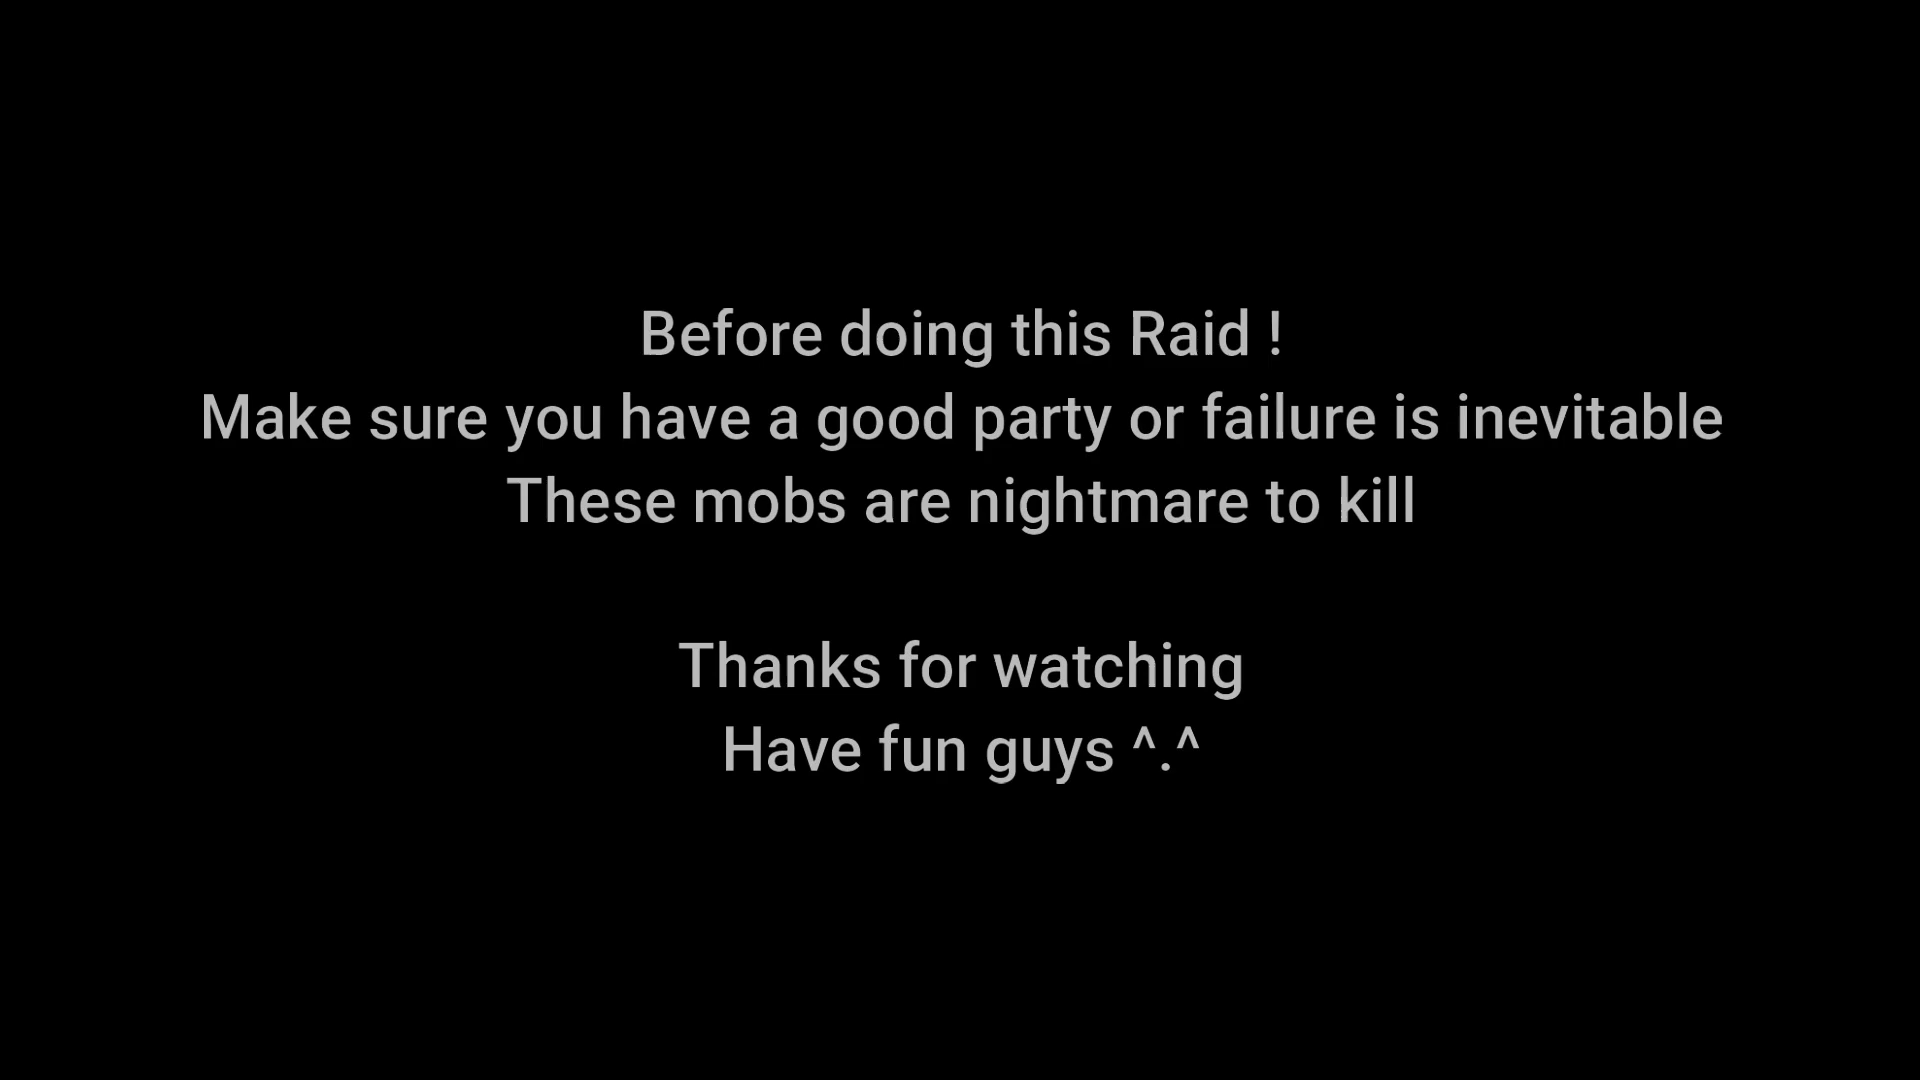 Before doing this Raid !
Make sure you have a good party or failure is inevitable
These mobs are nightmare to kill
Thanks for watching
Have fun guys ^.^